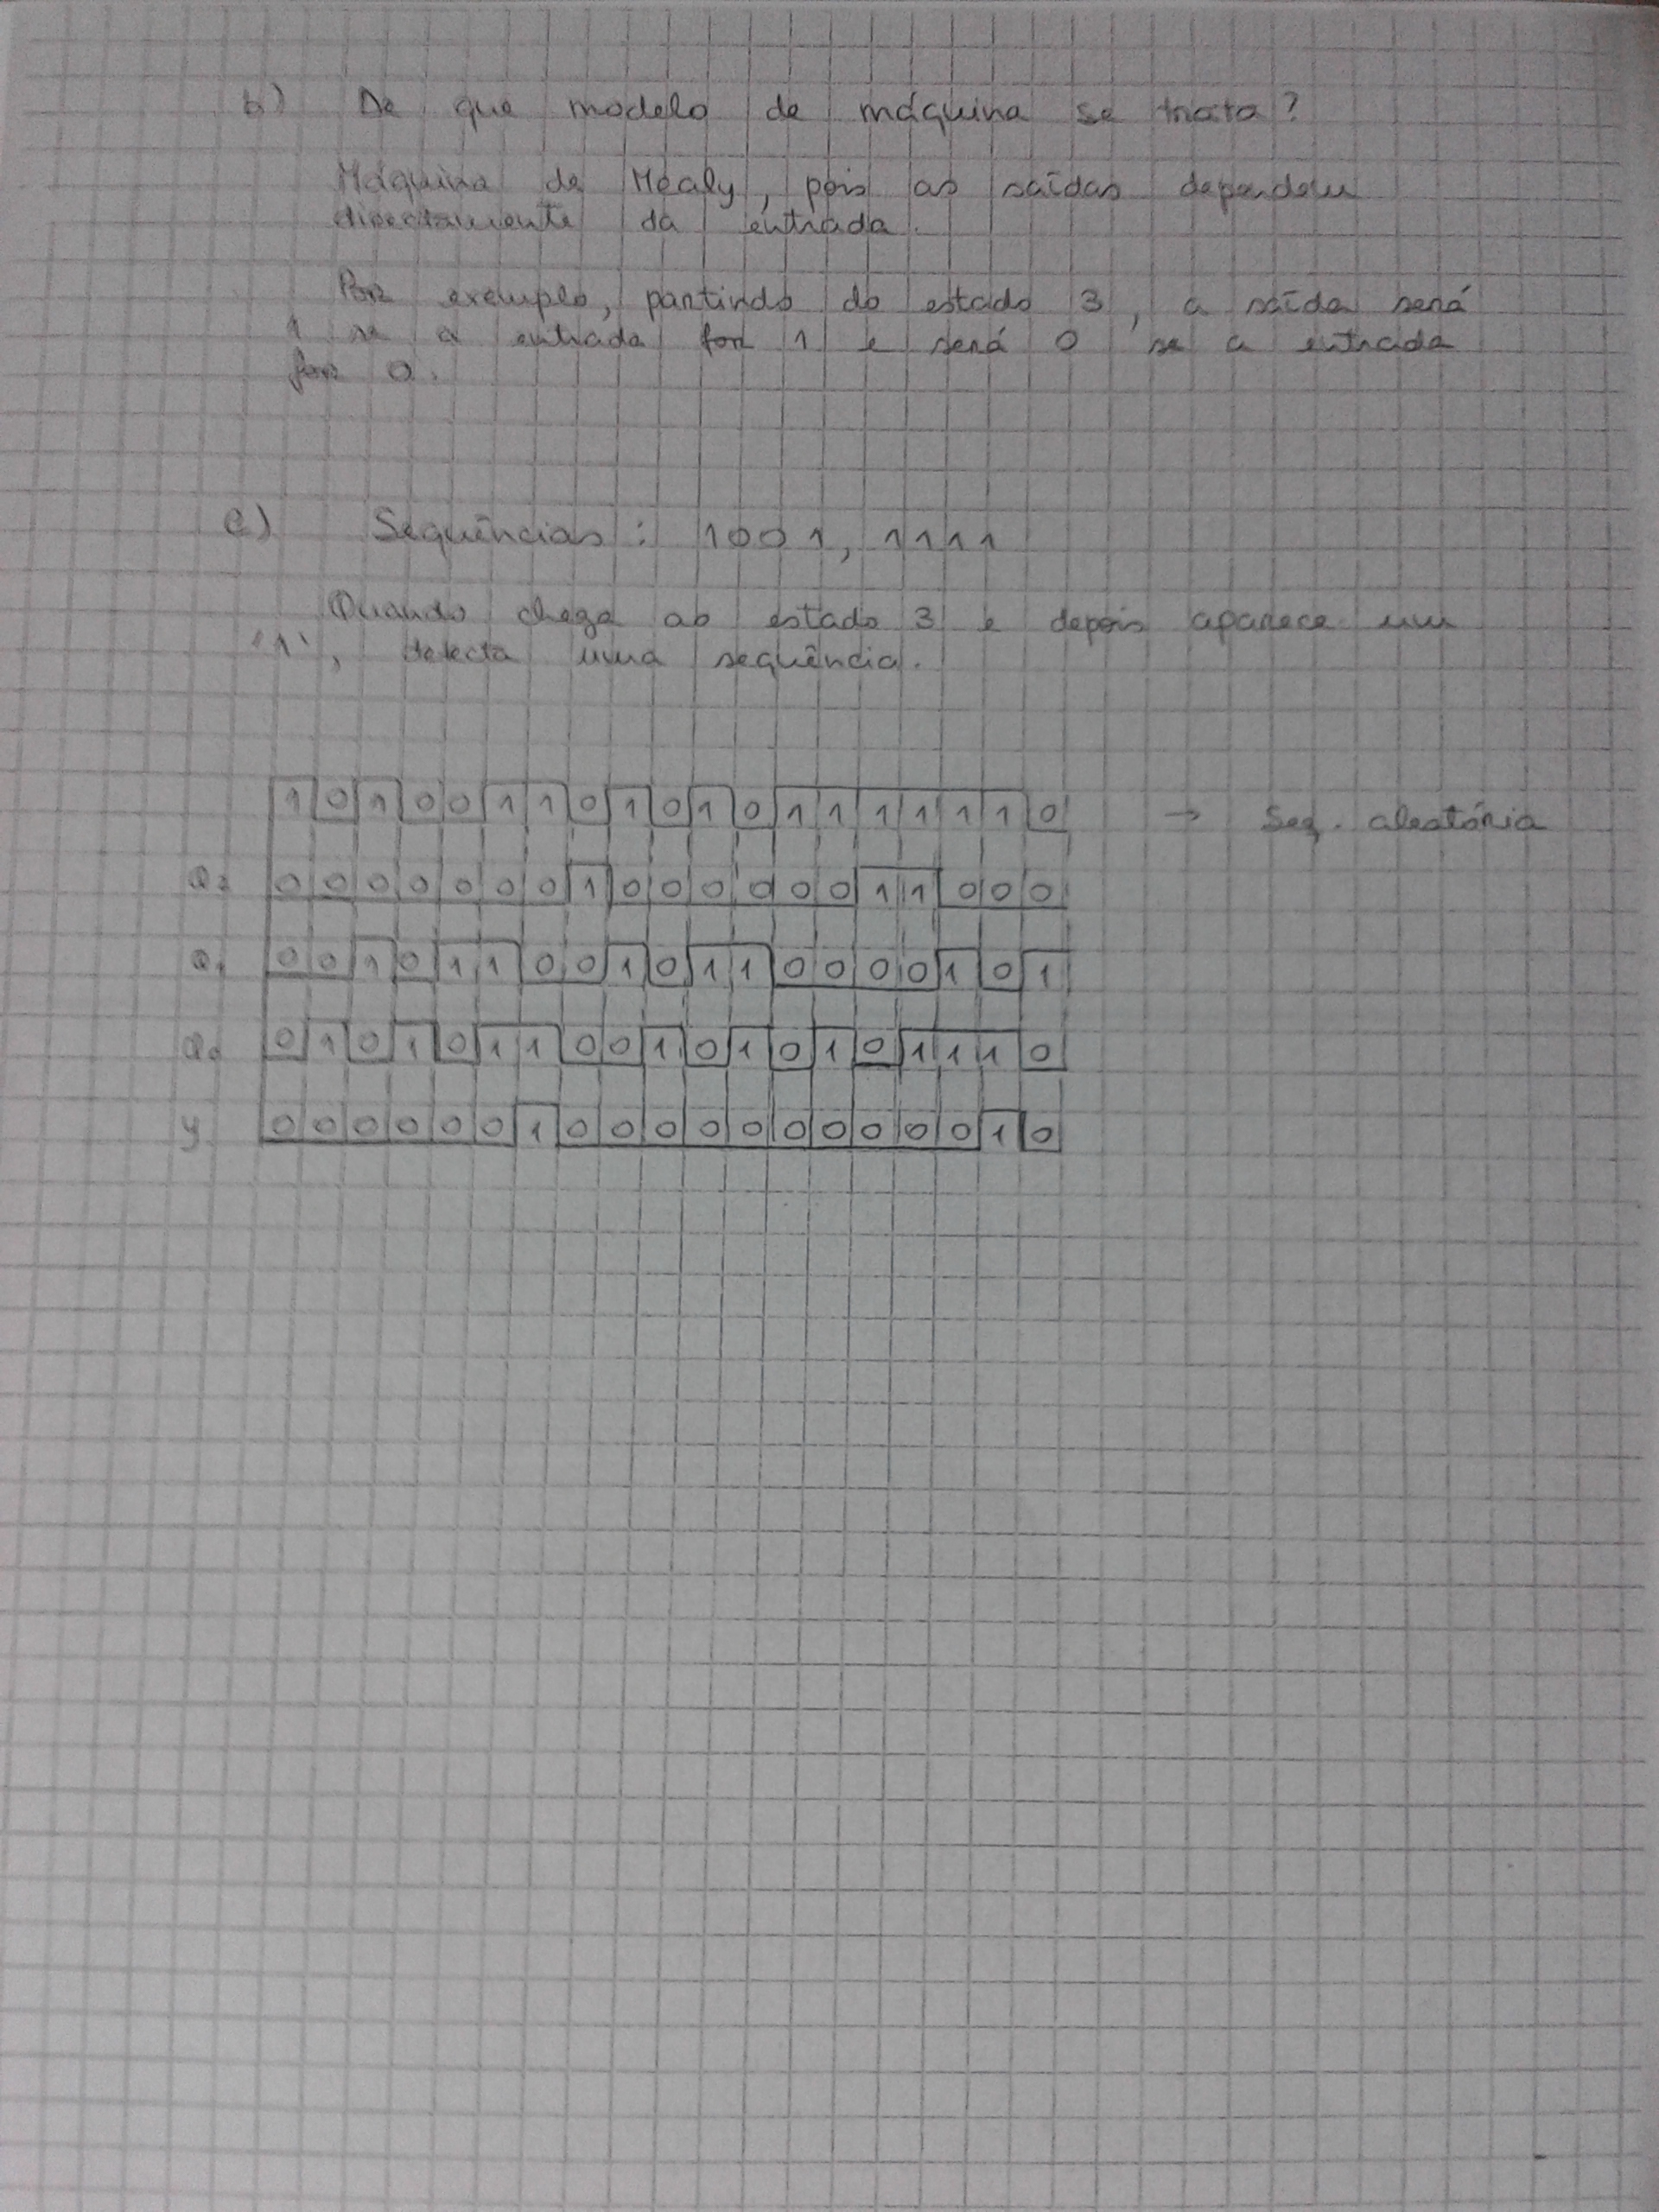 b) De que modelo de máquina se trata?
Máquina de Mealy, pois as saídas dependem
directamente da entrada.
Por exemplo, partindo do estado 3, a saída será
1 se a entrada for 1 e será 0 se a entrada
for 0.
c) Sequências: 1001, 1111
Quando chega ao estado 3 e depois aparece um
'1', detecta uma sequência.
1 0 1 0 0 1 1 0 1 0 1 0 1 1 1 1 1 1 0 → Seq. aleatória
Q2 0 0 0 0 0 0 0 1 0 0 0 0 0 0 1 1 0 0 0
Q1 0 0 1 0 1 1 0 0 1 0 1 1 0 0 0 0 1 0 1
Q0 0 1 0 1 0 1 1 0 0 1 0 1 0 1 0 1 1 1 0
y 0 0 0 0 0 0 1 0 0 0 0 0 0 0 0 0 0 1 0